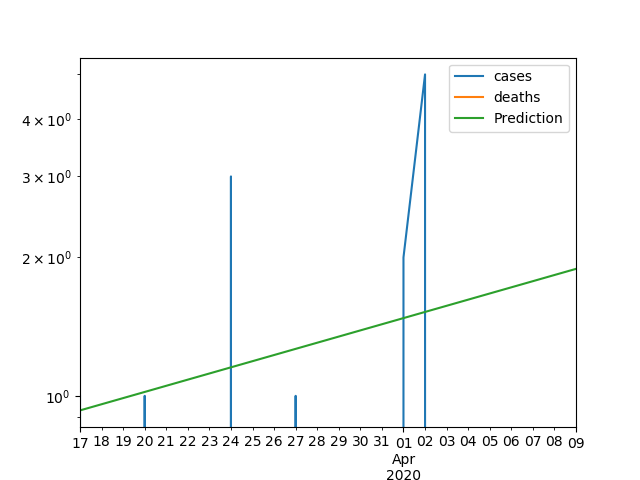 cases
deaths
Prediction
4 × 10⁰
3 × 10⁰
2 × 10⁰
10⁰
17 18 19 20 21 22 23 24 25 26 27 28 29 30 31 01 02 03 04 05 06 07 08 09
Apr
2020